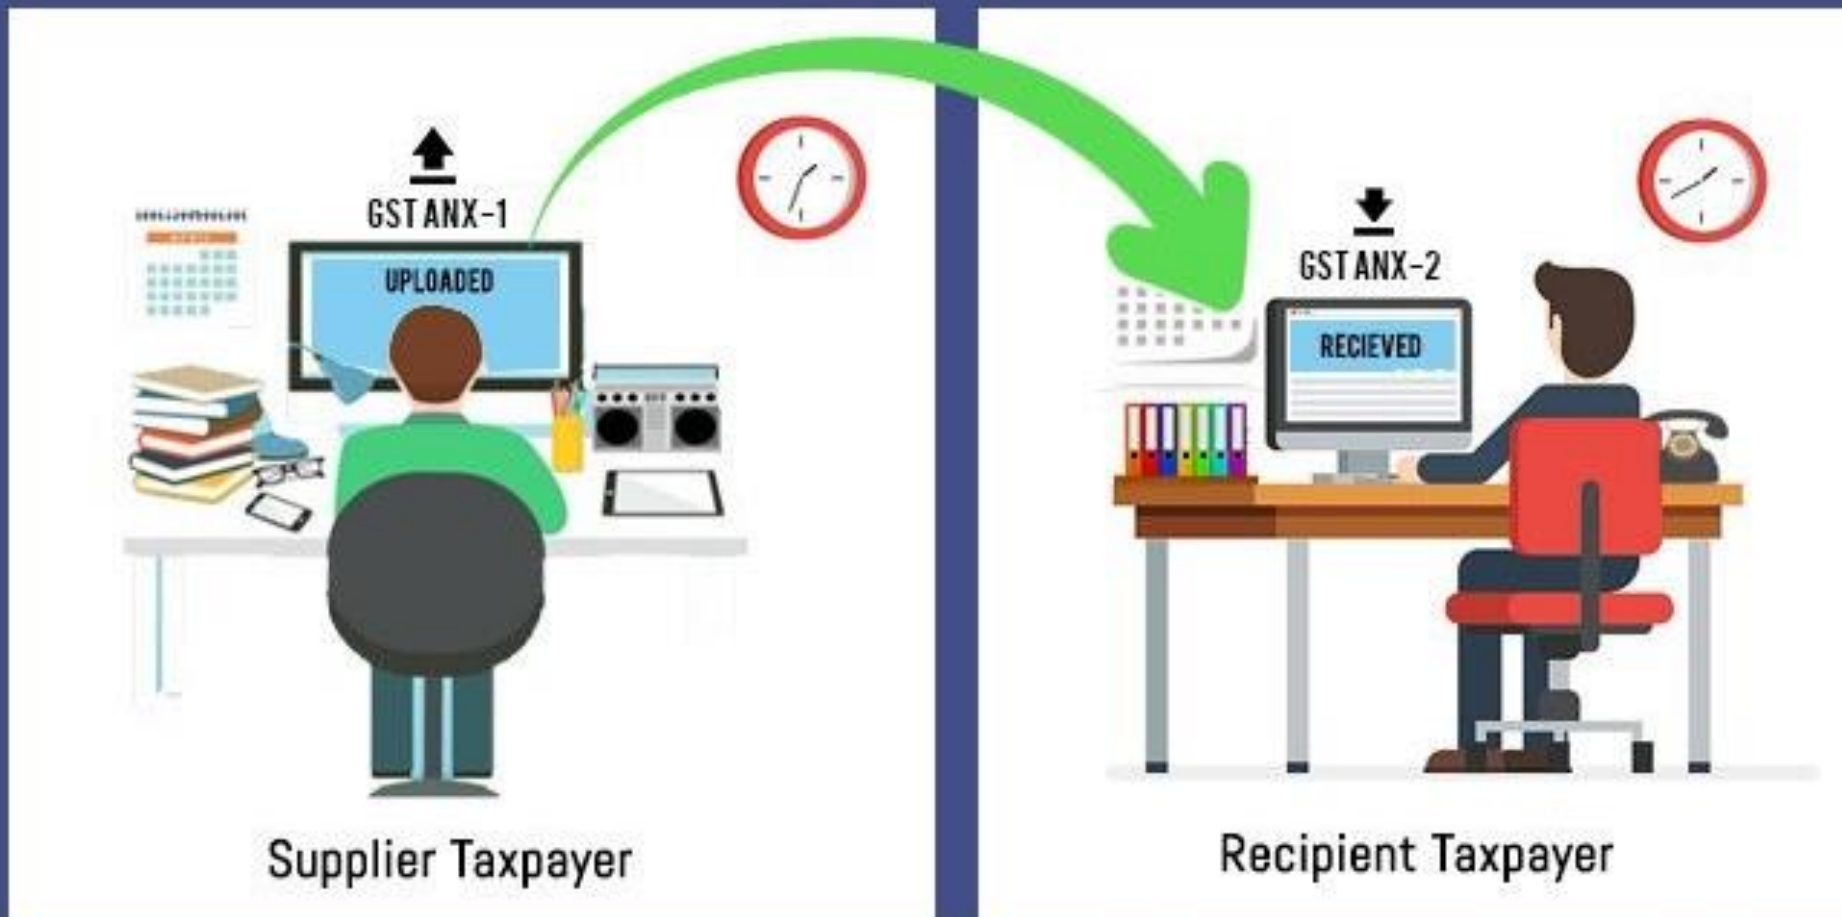 GST ANX-1
UPLOADED
Supplier Taxpayer
GST ANX-2
RECIEVED
Recipient Taxpayer